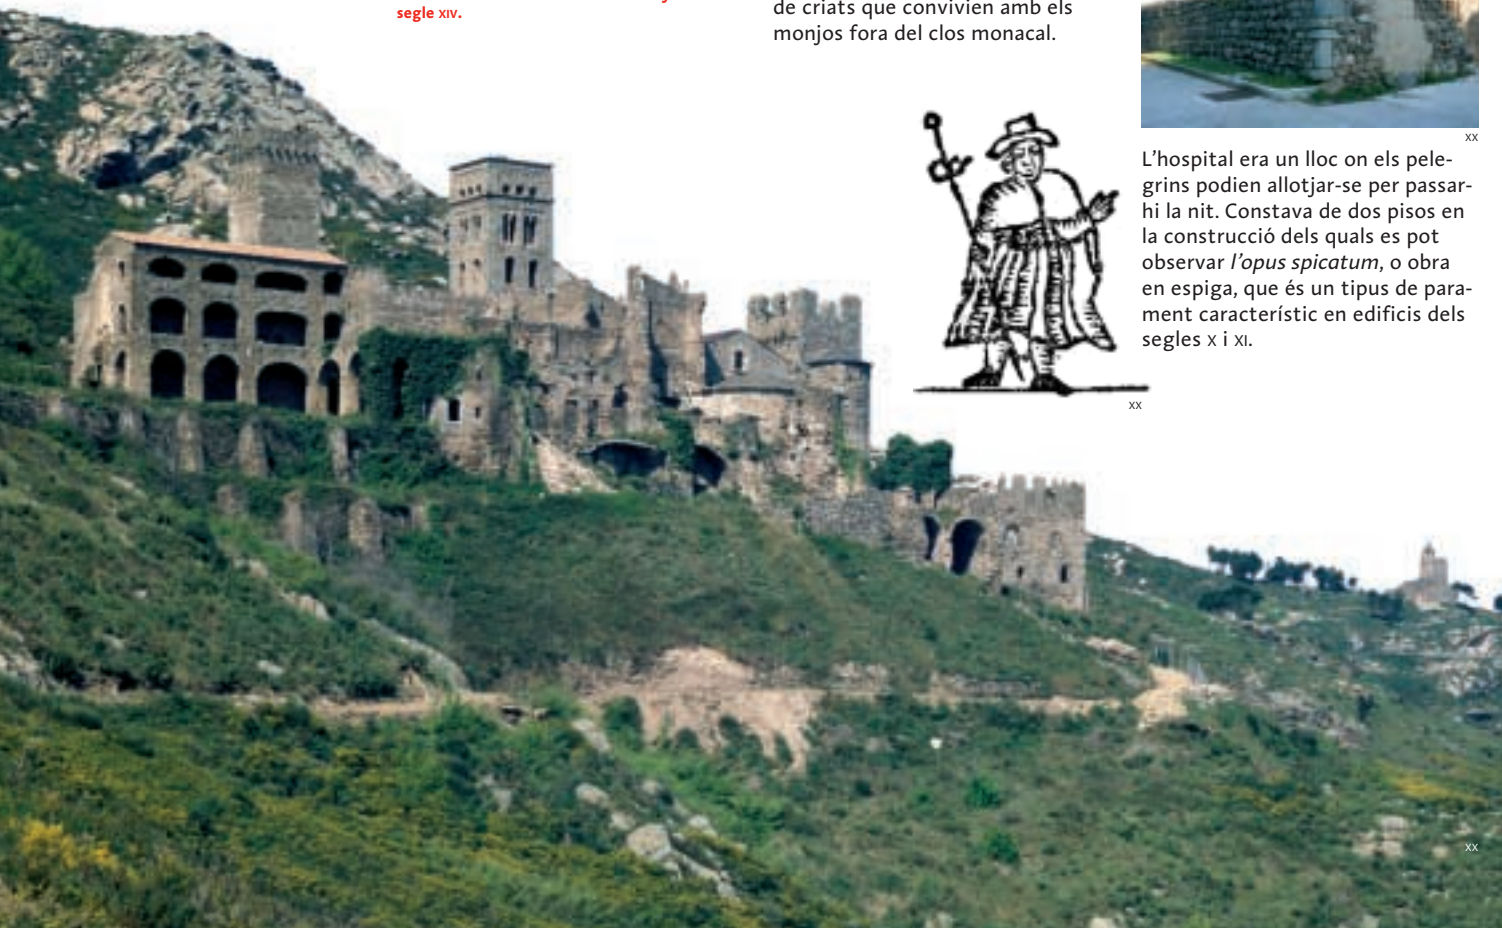 segle XIV.
de criats que convivien amb els
monjos fora del clos monacal.
xx
L’hospital era un lloc on els pele-
grins podien allotjar-se per passar-
hi la nit. Constava de dos pisos en
la construcció dels quals es pot
observar l’opus spicatum, o obra
en espiga, que és un tipus de para-
ment característic en edificis dels
segles X i XI.
xx
xx